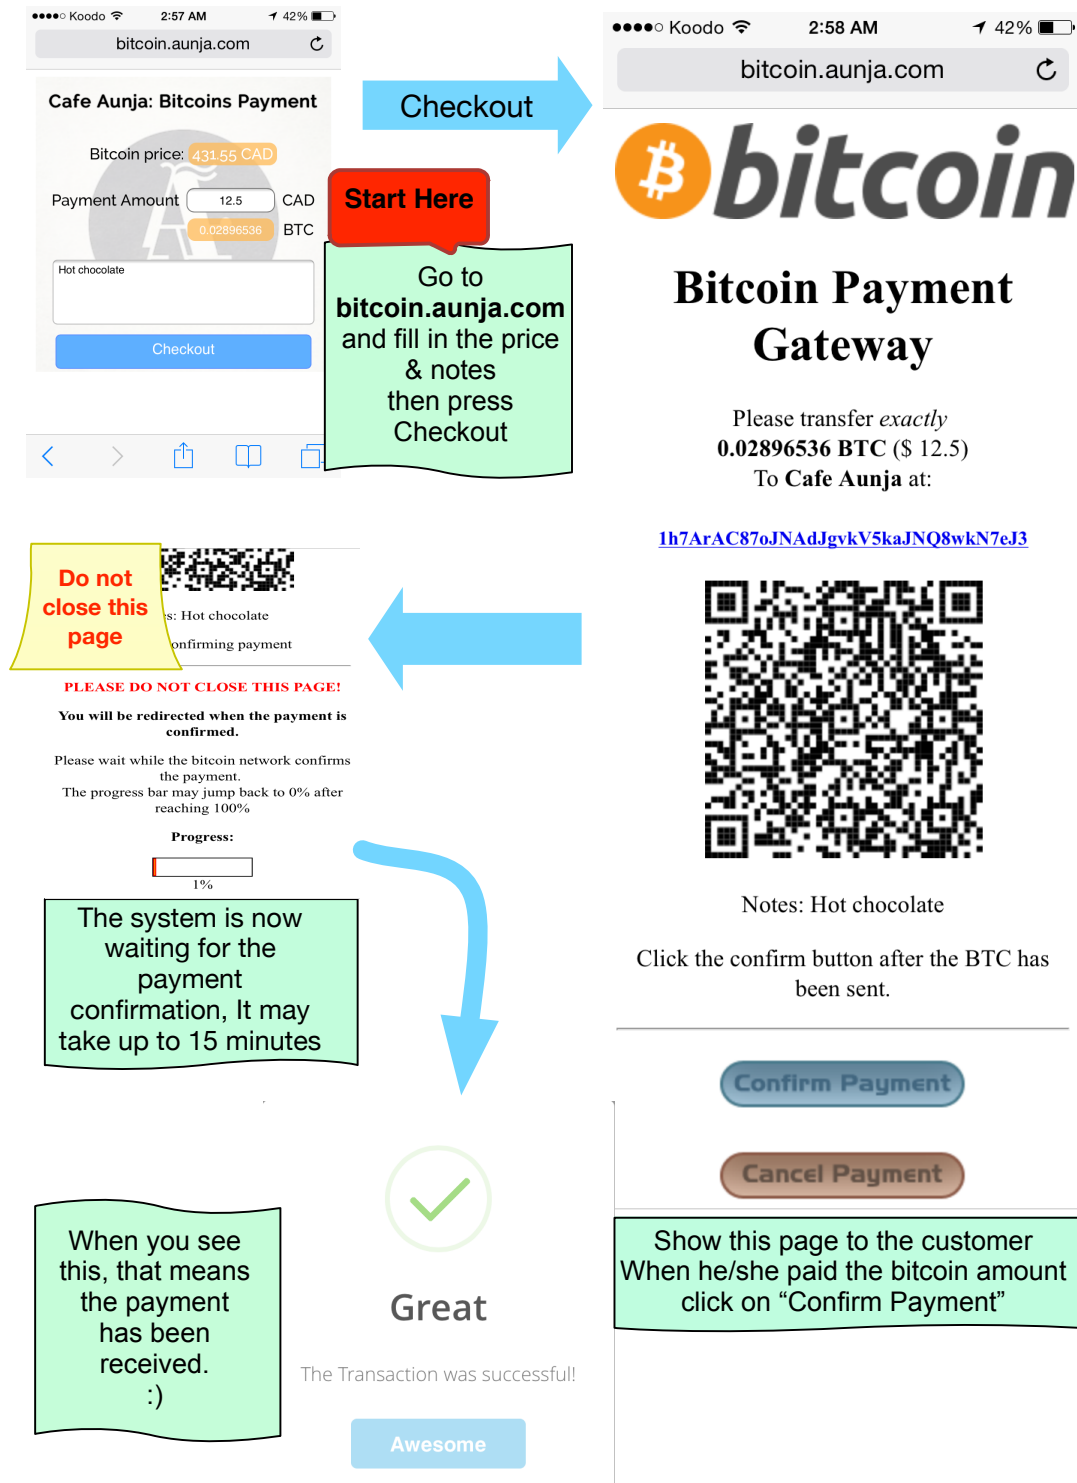 ●●●●○ Koodo 2:57 AM 42%
bitcoin.aunja.com
Cafe Aunja: Bitcoins Payment
Bitcoin price: 431.55 CAD
Payment Amount 12.5 CAD
0.02896536 BTC
Hot chocolate
Checkout
Checkout
Start Here
Go to
bitcoin.aunja.com
and fill in the price
& notes
then press
Checkout
●●●●○ Koodo 2:58 AM 42%
bitcoin.aunja.com
bitcoin
Bitcoin Payment
Gateway
Please transfer exactly
0.02896536 BTC ($ 12.5)
To Cafe Aunja at:
1h7ArAC87oJNAdJgvkV5kaJNQ8wkN7eJ3
Notes: Hot chocolate
Click the confirm button after the BTC has
been sent.
Confirm Payment
Cancel Payment
Show this page to the customer
When he/she paid the bitcoin amount
click on “Confirm Payment”
Do not
close this
page
s: Hot chocolate
onfirming payment
PLEASE DO NOT CLOSE THIS PAGE!
You will be redirected when the payment is
confirmed.
Please wait while the bitcoin network confirms
the payment.
The progress bar may jump back to 0% after
reaching 100%
Progress:
1%
The system is now
waiting for the
payment
confirmation, It may
take up to 15 minutes
When you see
this, that means
the payment
has been
received.
:)
Great
The Transaction was successful!
Awesome